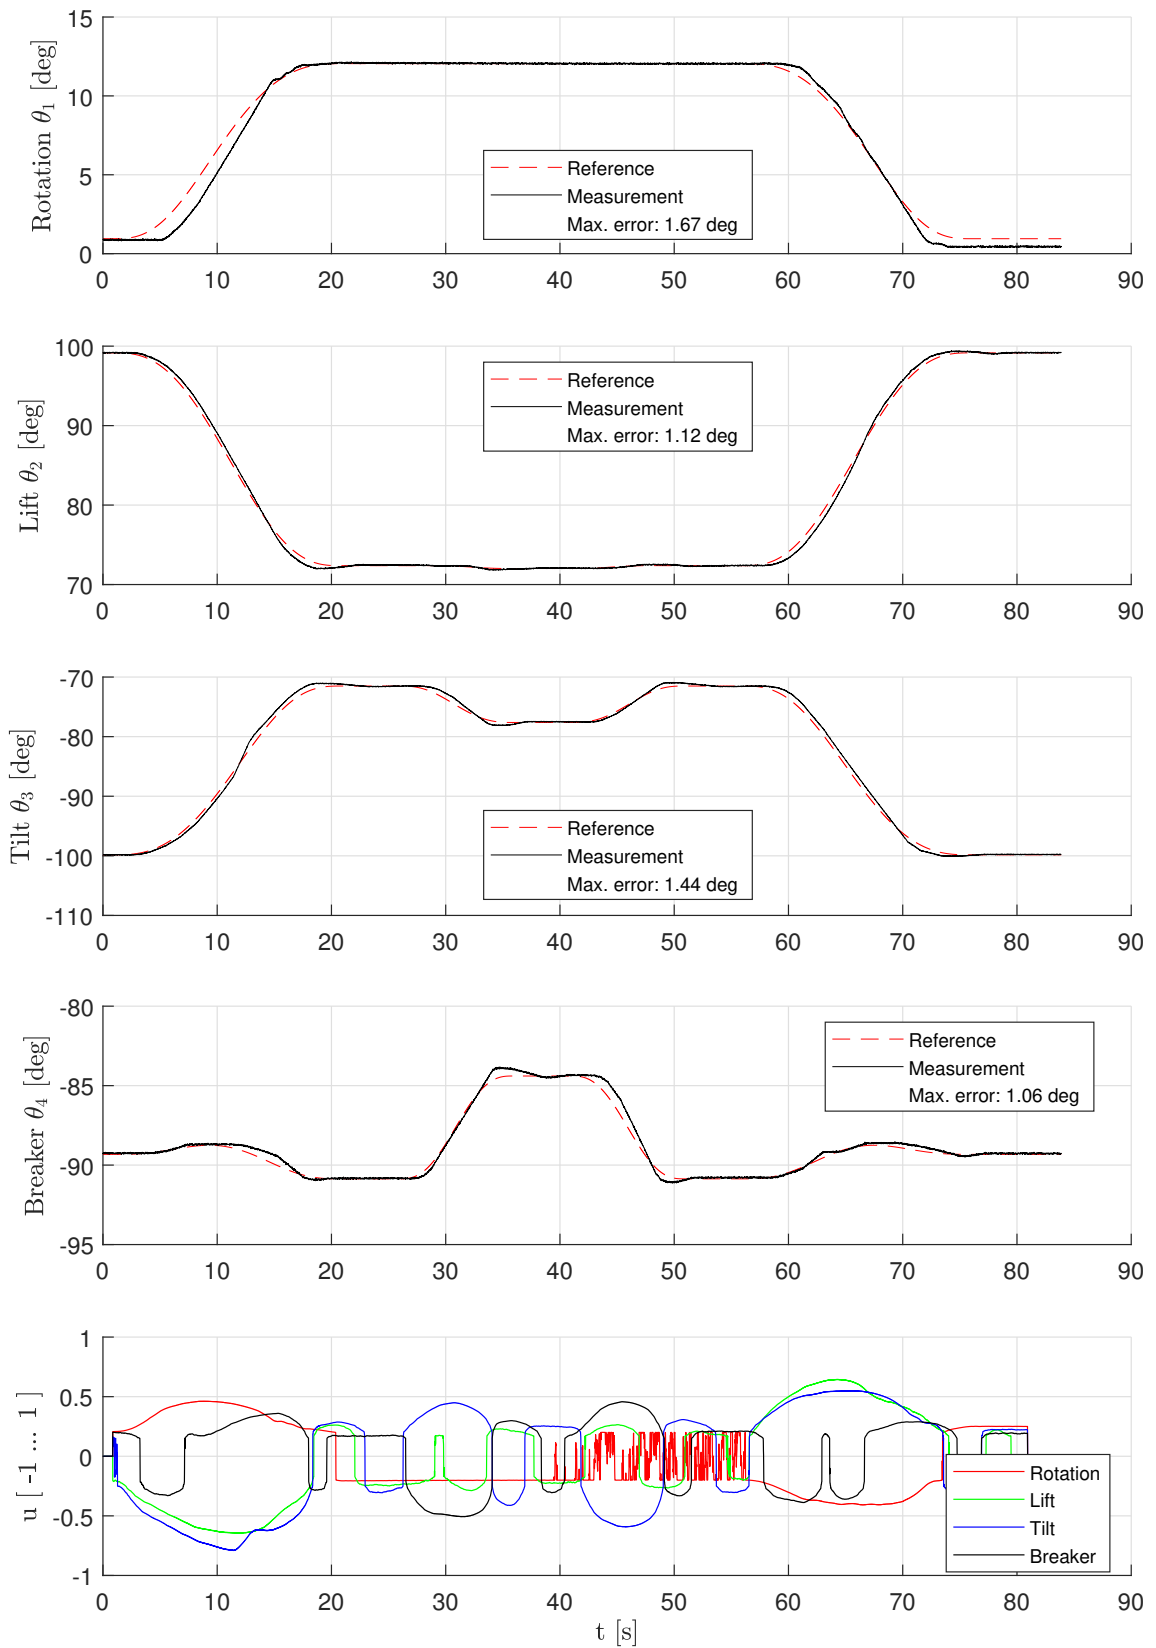 15
10
5
0
Rotation θ1 [deg]
Reference
Measurement
Max. error: 1.67 deg
0 10 20 30 40 50 60 70 80 90
100
90
80
70
Lift θ2 [deg]
Reference
Measurement
Max. error: 1.12 deg
0 10 20 30 40 50 60 70 80 90
-70
-80
-90
-100
-110
Tilt θ3 [deg]
Reference
Measurement
Max. error: 1.44 deg
0 10 20 30 40 50 60 70 80 90
-80
-85
-90
-95
Breaker θ4 [deg]
Reference
Measurement
Max. error: 1.06 deg
0 10 20 30 40 50 60 70 80 90
1
0.5
0
-0.5
-1
u [ -1 ... 1 ]
Rotation
Lift
Tilt
Breaker
0 10 20 30 40 50 60 70 80 90
t [s]